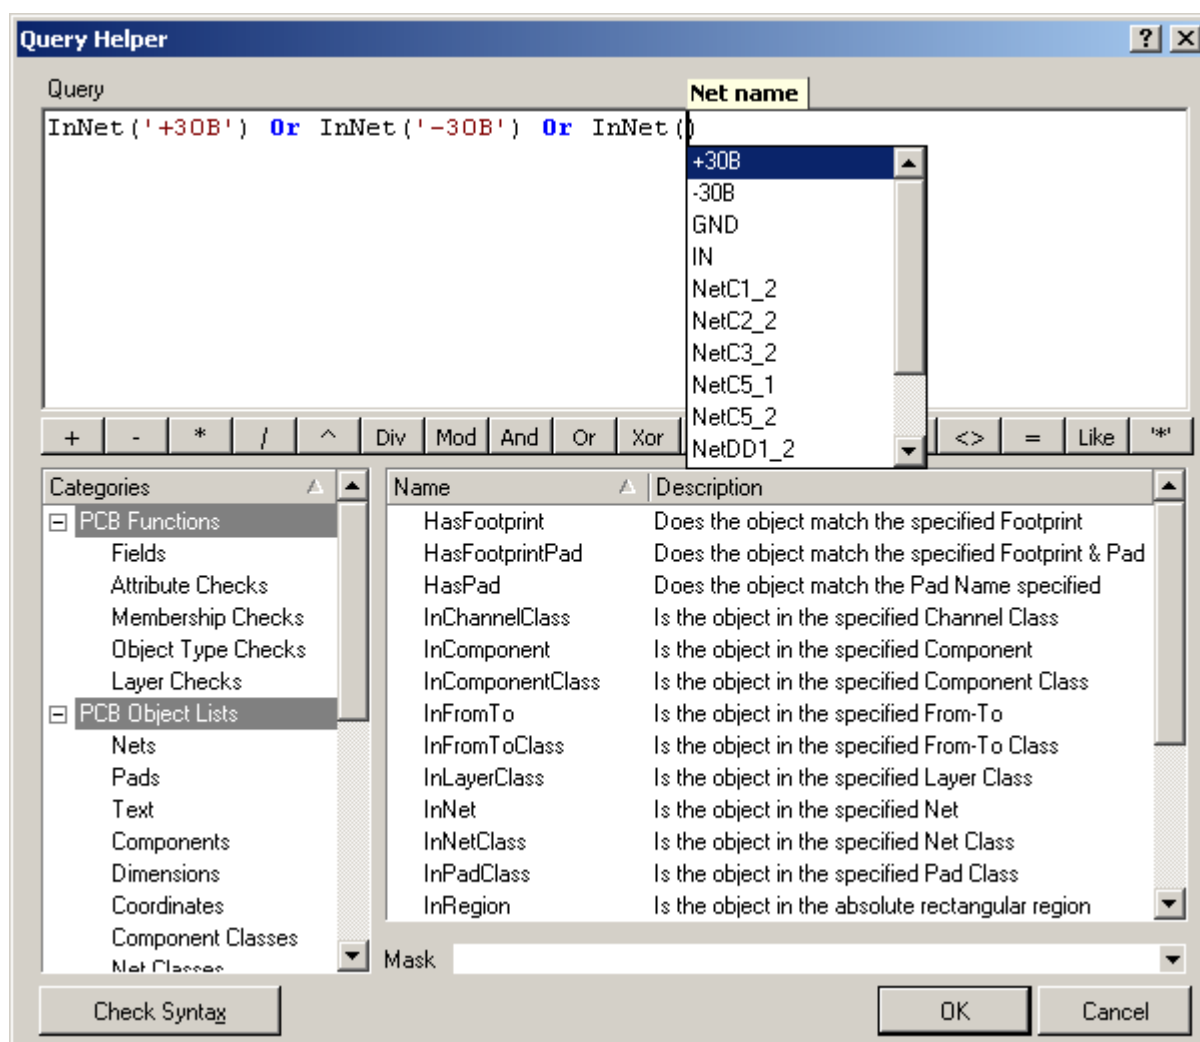 Query Helper
Query
Net name
InNet('+30B') Or InNet('-30B') Or InNet()
+30B
-30B
GND
IN
NetC1_2
NetC2_2
NetC3_2
NetC5_1
NetC5_2
NetDD1_2
+ - * / ^ Div Mod And Or Xor <> = Like '*'
Categories
PCB Functions
Fields
Attribute Checks
Membership Checks
Object Type Checks
Layer Checks
PCB Object Lists
Nets
Pads
Text
Components
Dimensions
Coordinates
Component Classes
Net Classes
Name Description
HasFootprint Does the object match the specified Footprint
HasFootprintPad Does the object match the specified Footprint & Pad
HasPad Does the object match the Pad Name specified
InChannelClass Is the object in the specified Channel Class
InComponent Is the object in the specified Component
InComponentClass Is the object in the specified Component Class
InFromTo Is the object in the specified From-To
InFromToClass Is the object in the specified From-To Class
InLayerClass Is the object in the specified Layer Class
InNet Is the object in the specified Net
InNetClass Is the object in the specified Net Class
InPadClass Is the object in the specified Pad Class
InRegion Is the object in the absolute rectangular region
Mask
Check Syntax
OK
Cancel